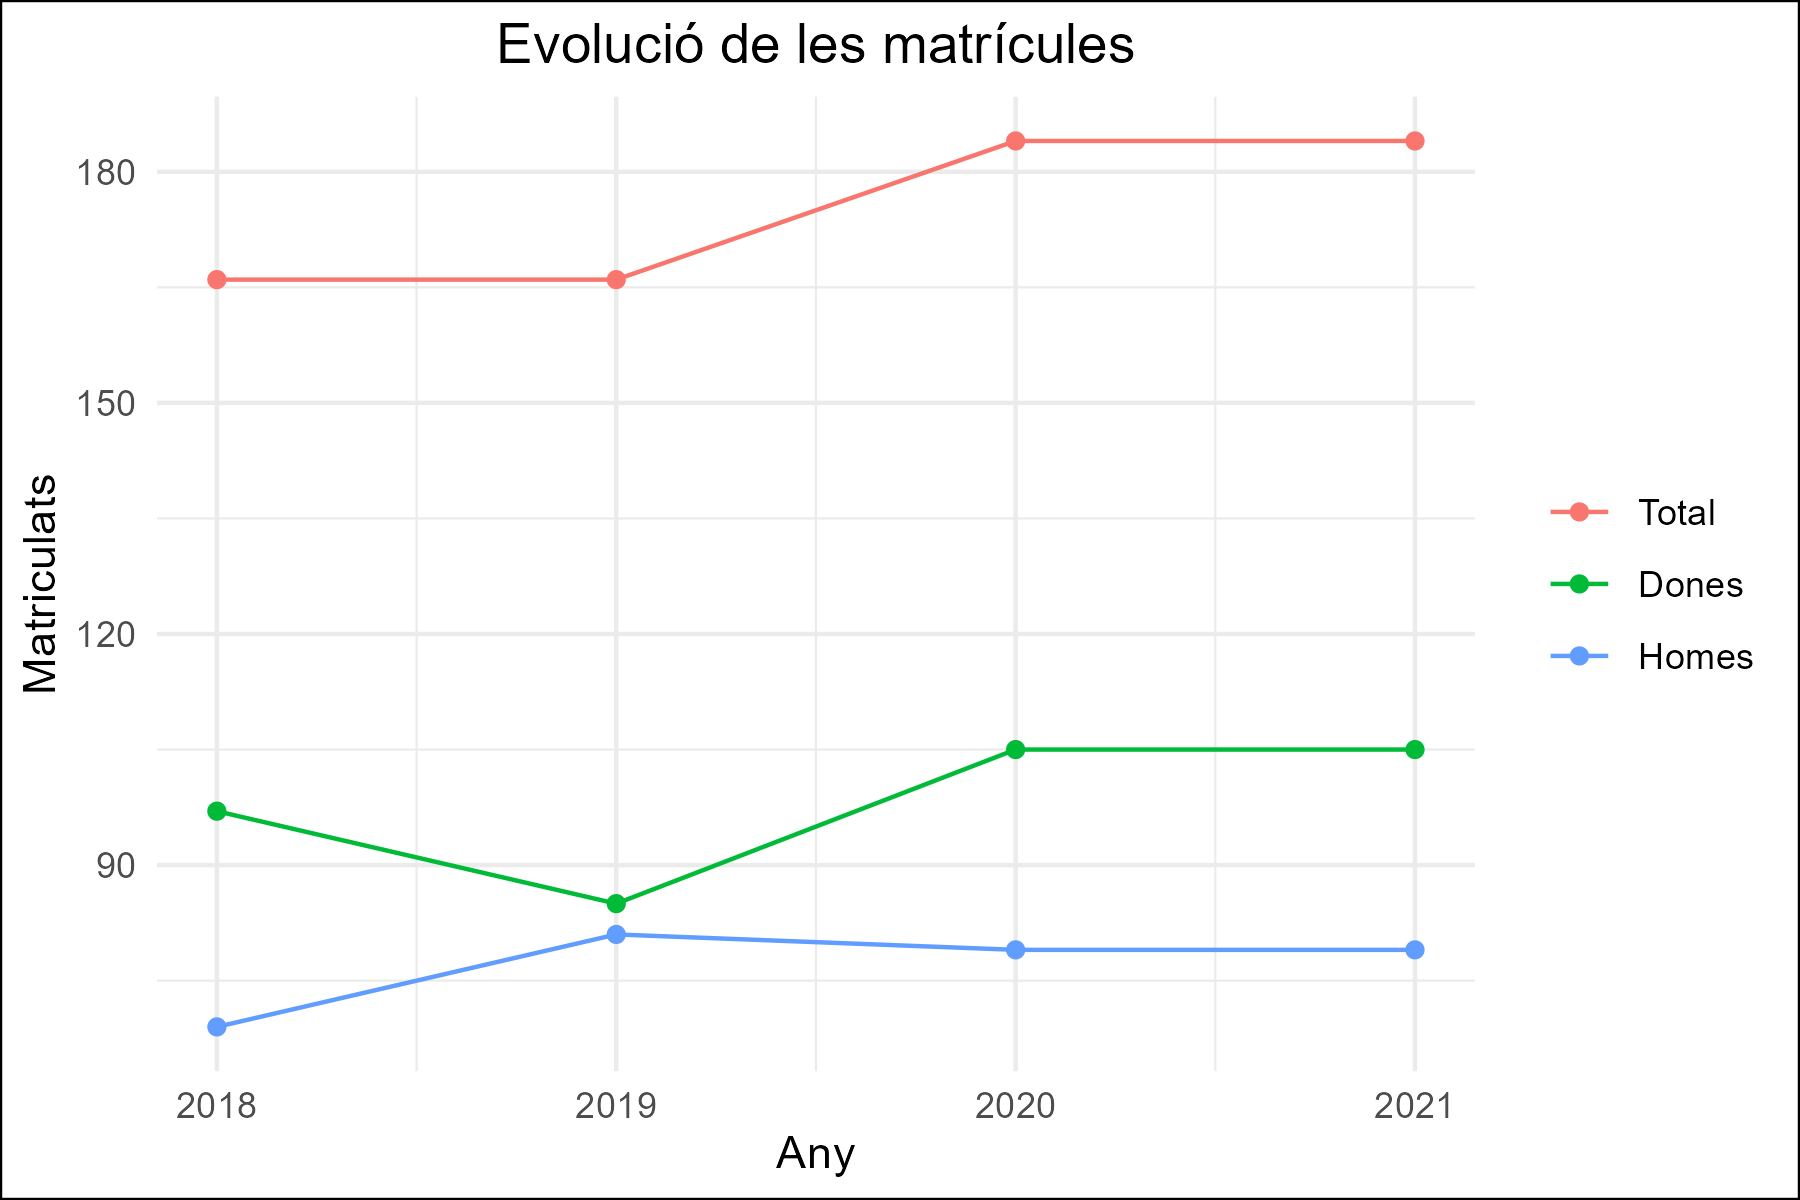 Evolució de les matrícules
180
150
120
90
Matriculats
2018 2019 2020 2021
Any
Total
Dones
Homes